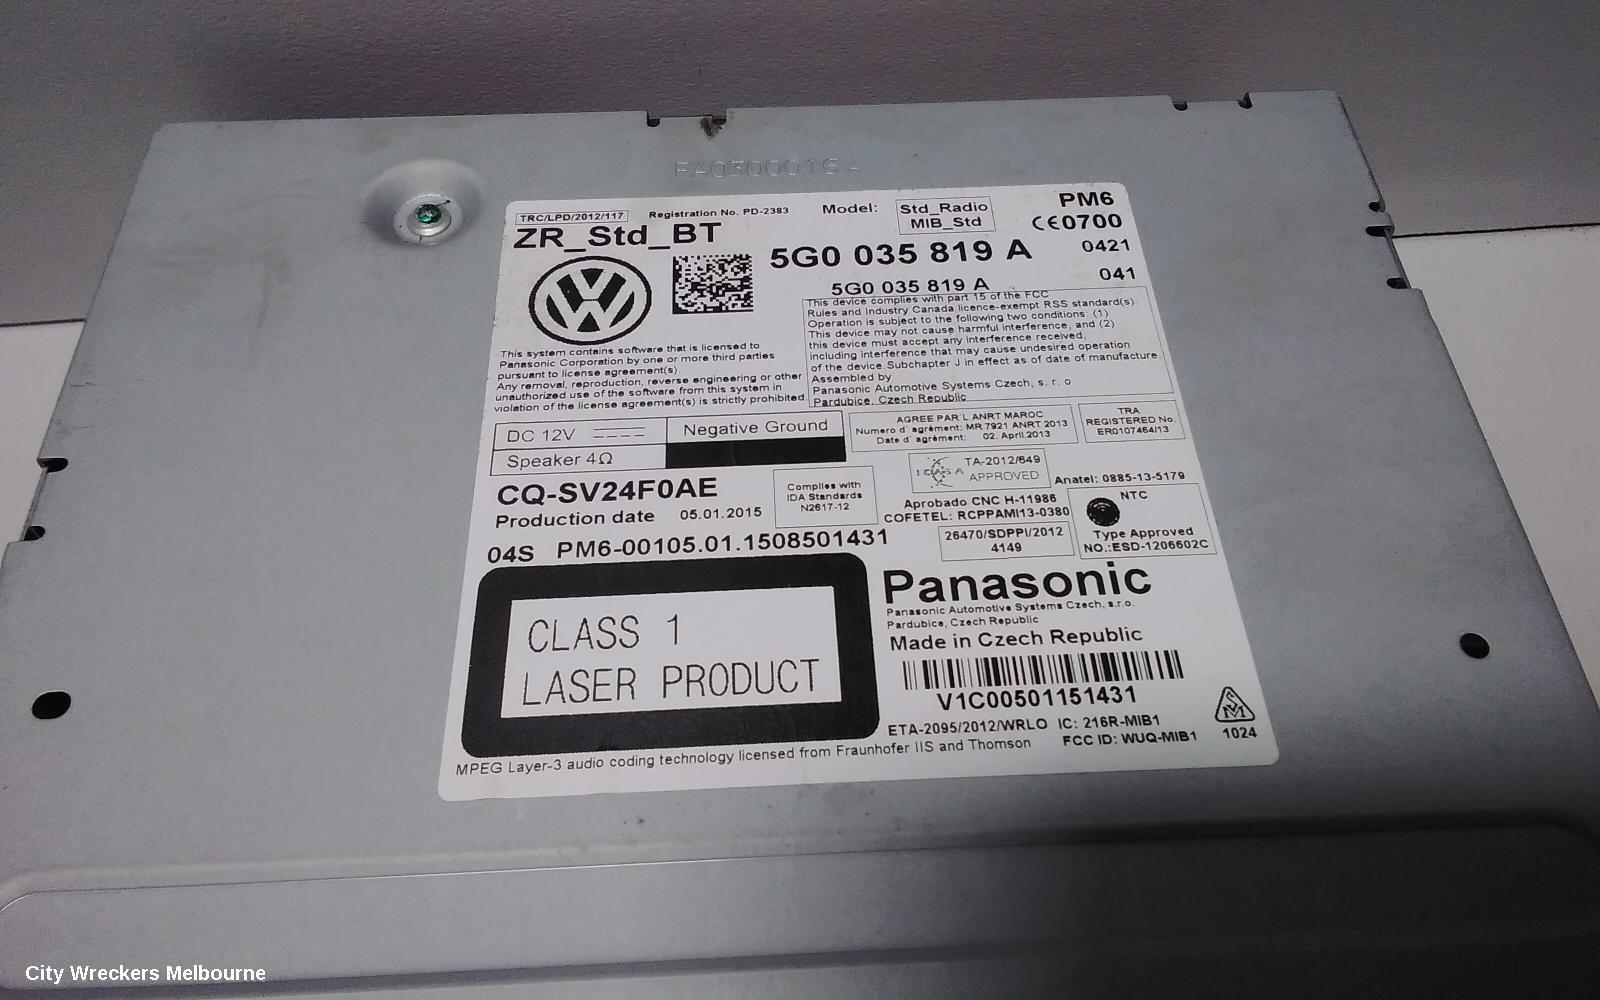 FA0300016-
TRC/LPD/2012/117
Registration No. PD-2383
Model:
Std_Radio
MIB_Std
PM6
CE0700
ZR_Std_BT
5G0 035 819 A
0421
5G0 035 819 A
041
This system contains software that is licensed to
Panasonic Corporation by one or more third parties
pursuant to license agreement(s).
Any removal, reproduction, reverse engineering or other
unauthorized use of the software from this system in
violation of the license agreement(s) is strictly prohibited.
This device complies with part 15 of the FCC
Rules and Industry Canada licence-exempt RSS standard(s).
Operation is subject to the following two conditions: (1)
This device may not cause harmful interference, and (2)
this device must accept any interference received,
including interference that may cause undesired operation
of the device.Subchapter J in effect as of date of manufacture.
Assembled by
Panasonic Automotive Systems Czech, s. r. o.
Pardubice, Czech Republic
DC 12V
Negative Ground
Speaker 4Ω
AGREE PAR L ANRT MAROC
Numero d' agrément: MR 7921 ANRT 2013
Date d' agrément: 02. April.2013
TRA
REGISTERED No.
ER0107464/13
TA-2012/649
APPROVED
CQ-SV24F0AE
Production date 05.01.2015
Complies with
IDA Standards
N2617-12
Anatel: 0885-13-5179
Aprobado CNC H-11986
COFETEL: RCPPAMI13-0380
NTC
Type Approved
NO.:ESD-1206602C
26470/SDPPI/2012
4149
04S PM6-00105.01.1508501431
CLASS 1
LASER PRODUCT
Panasonic
Panasonic Automotive Systems Czech, s.r.o.
Pardubice, Czech Republic
Made in Czech Republic
V1C00501151431
ETA-2095/2012/WRLO IC: 216R-MIB1
FCC ID: WUQ-MIB1
1024
MPEG Layer-3 audio coding technology licensed from Fraunhofer IIS and Thomson
City Wreckers Melbourne